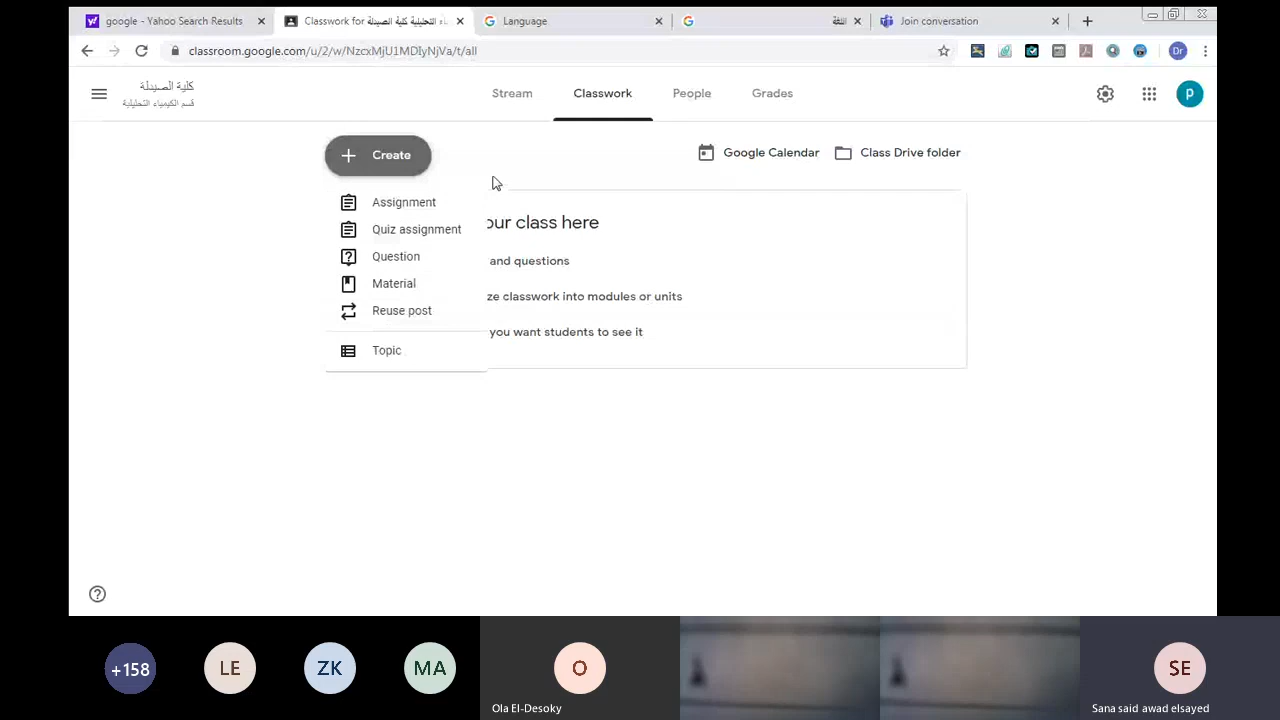 google - Yahoo Search Results
Classwork for كلية الصيدلة
Language
اللغة
Join conversation
classroom.google.com/u/2/w/NzcxMjU1MDIyNjVa/t/all
Dr
كلية الصيدلة
قسم الكيمياء التحليلية
Stream
Classwork
People
Grades
p
Create
Google Calendar
Class Drive folder
Assignment
Quiz assignment
Question
Material
Reuse post
Topic
our class here
and questions
ze classwork into modules or units
you want students to see it
+158
LE
ZK
MA
O
Ola El-Desoky
SE
Sana said awad elsayed